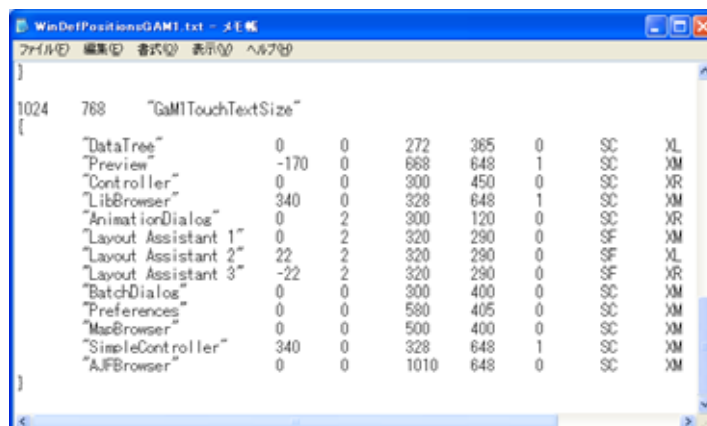 WinDefPositionsGAM1.txt - メモ帳
ファイル(F) 編集(E) 書式(O) 表示(V) ヘルプ(H)
}
1024 768 "GaM1TouchTextSize"
{
"DataTree" 0 0 272 365 0 SC XL
"Preview" -170 0 668 648 1 SC XM
"Controller" 0 0 300 450 0 SC XR
"LibBrowser" 340 0 328 648 1 SC XM
"AnimationDialog" 0 2 300 120 0 SC XR
"Layout Assistant 1" 0 2 320 290 0 SF XM
"Layout Assistant 2" 22 2 320 290 0 SF XL
"Layout Assistant 3" -22 2 320 290 0 SF XR
"BatchDialog" 0 0 300 400 0 SC XM
"Preferences" 0 0 580 405 0 SC XM
"MapBrowser" 0 0 500 400 0 SC XM
"SimpleController" 340 0 328 648 1 SC XM
"AJFBrowser" 0 0 1010 648 0 SC XM
}